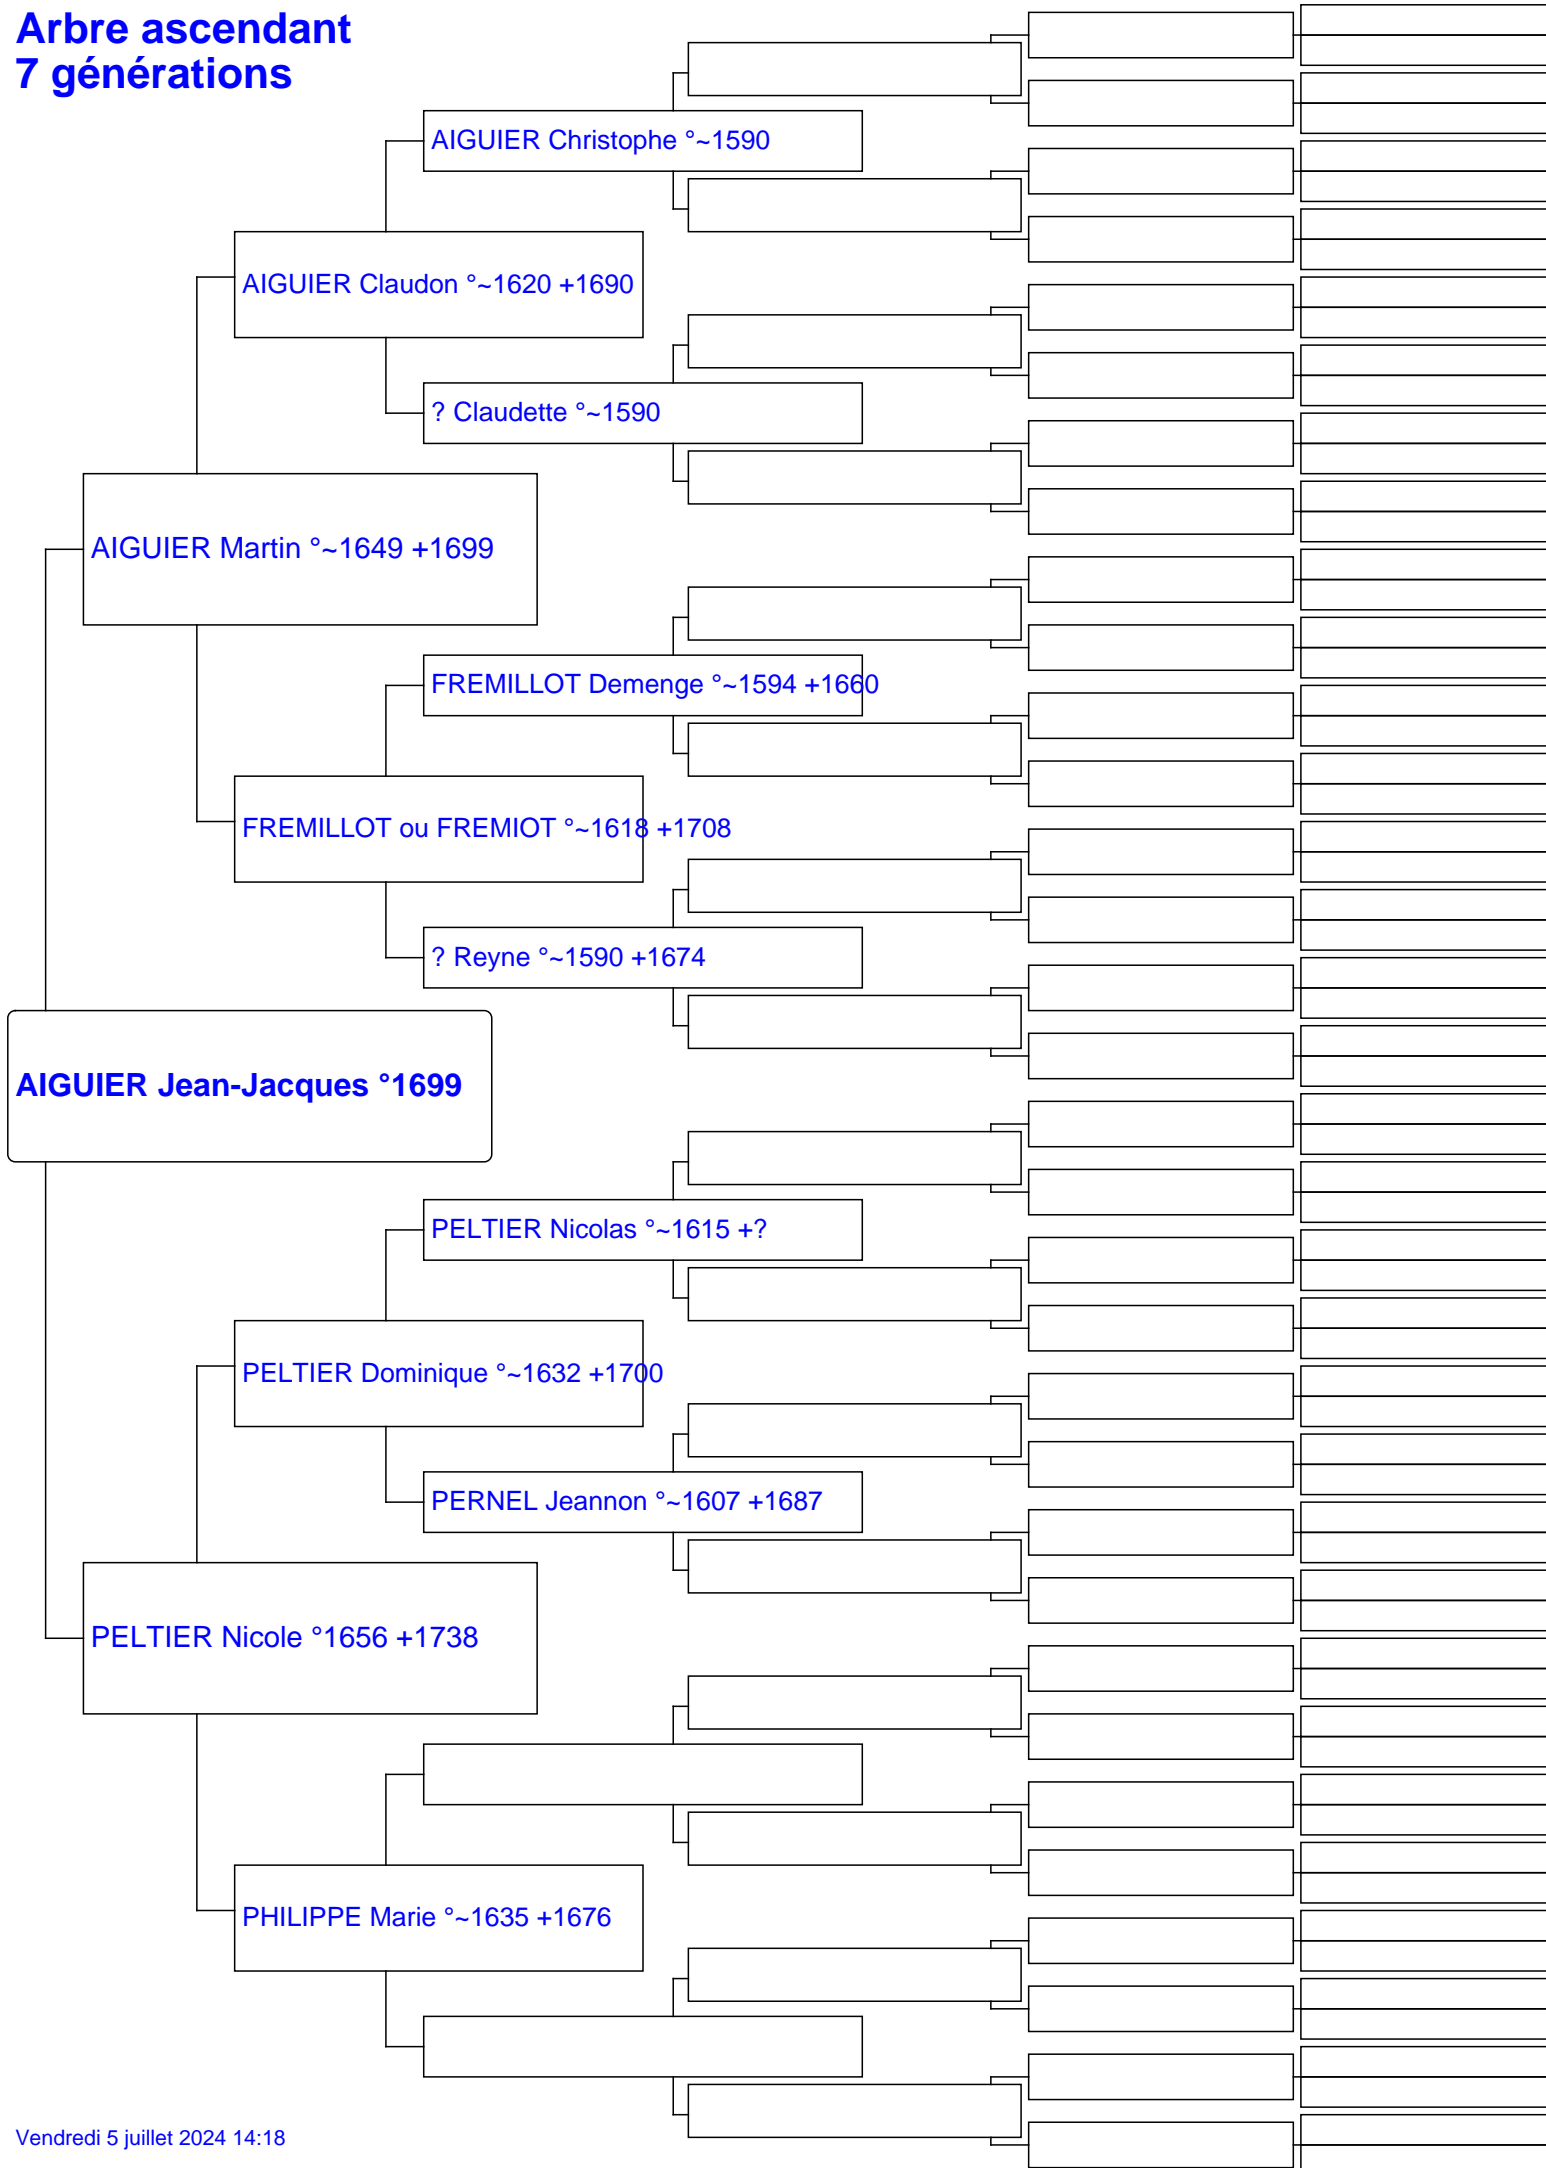 Arbre ascendant
7 générations
AIGUIER Christophe °~1590
AIGUIER Claudon °~1620 +1690
? Claudette °~1590
AIGUIER Martin °~1649 +1699
FREMILLOT Demenge °~1594 +1660
FREMILLOT ou FREMIOT °~1618 +1708
? Reyne °~1590 +1674
AIGUIER Jean-Jacques °1699
PELTIER Nicolas °~1615 +?
PELTIER Dominique °~1632 +1700
PERNEL Jeannon °~1607 +1687
PELTIER Nicole °1656 +1738
PHILIPPE Marie °~1635 +1676
Vendredi 5 juillet 2024 14:18